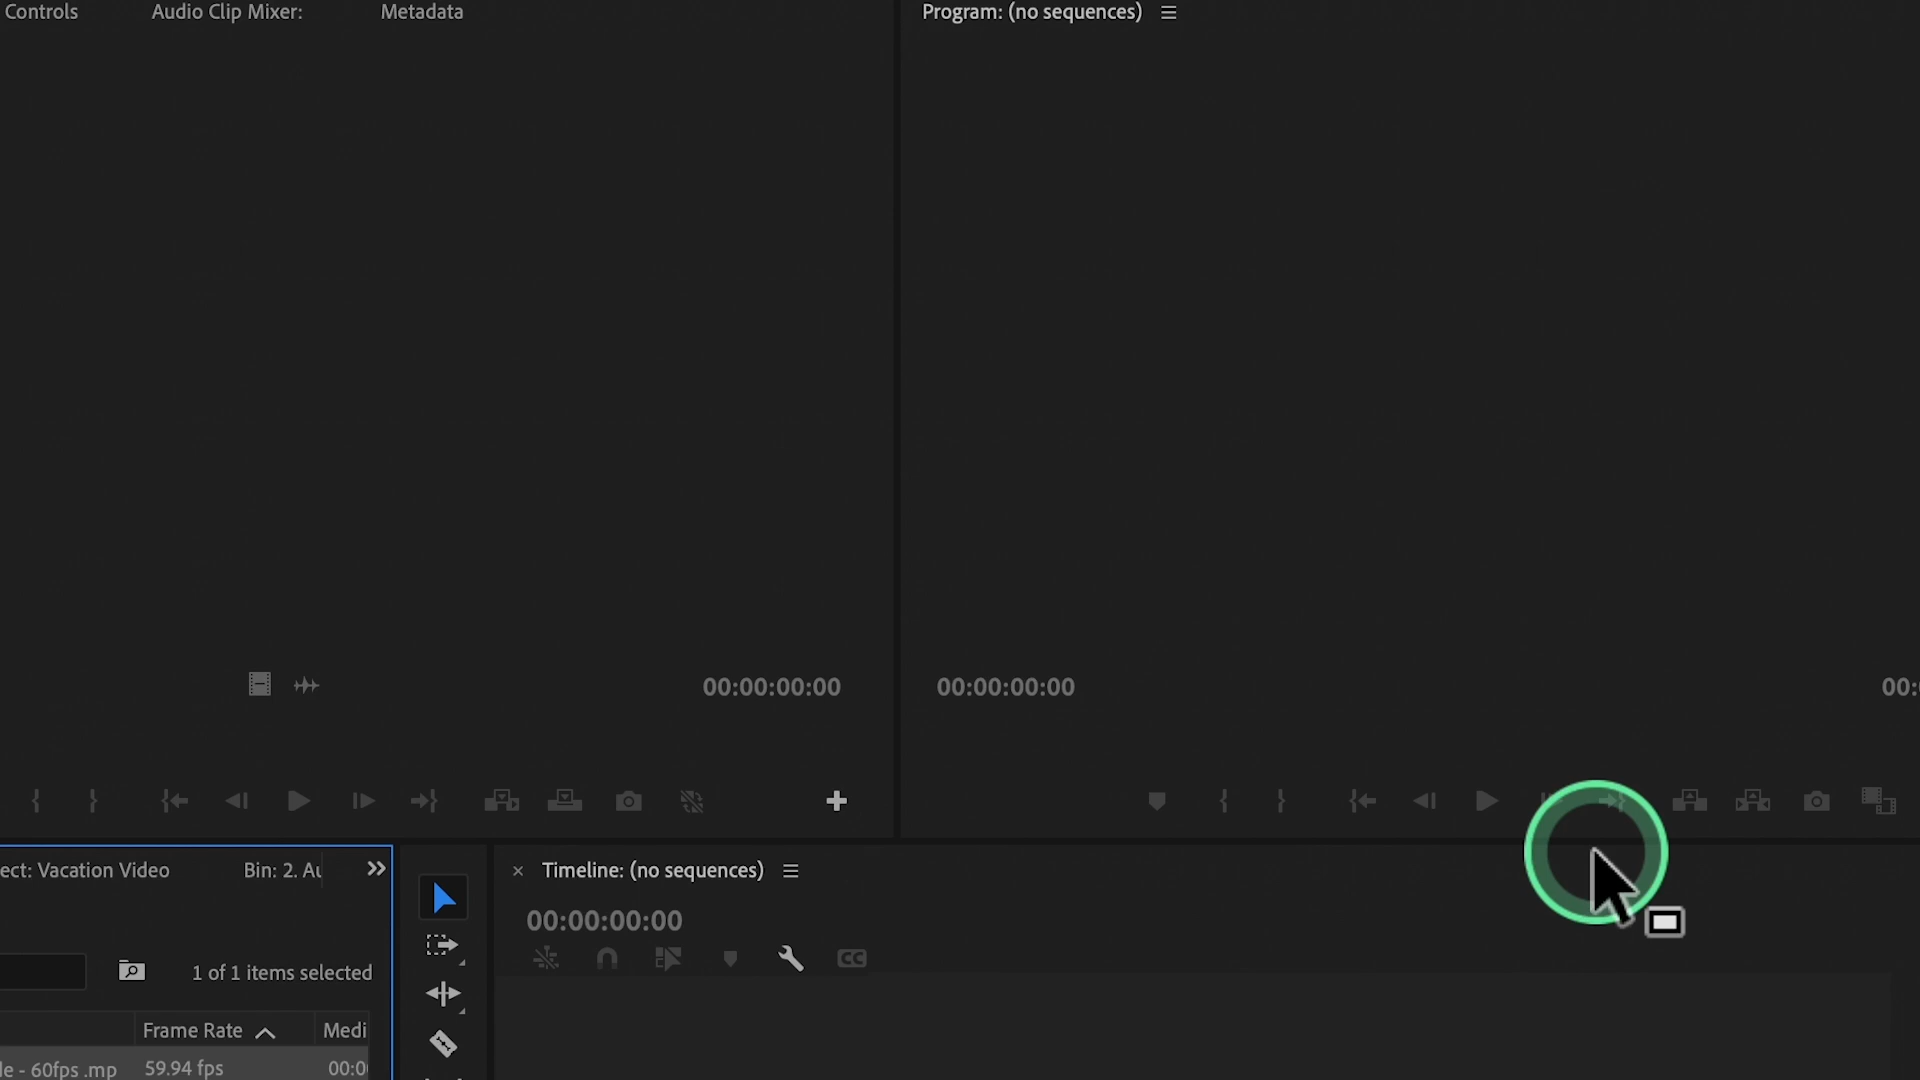 Controls
Audio Clip Mixer:
Metadata
Program: (no sequences)
00:00:00:00
00:00:00:00
00:
ect: Vacation Video
Bin: 2. Au
Timeline: (no sequences)
00:00:00:00
CC
1 of 1 items selected
Frame Rate
Medi
le - 60fps .mp
59.94 fps
00:0